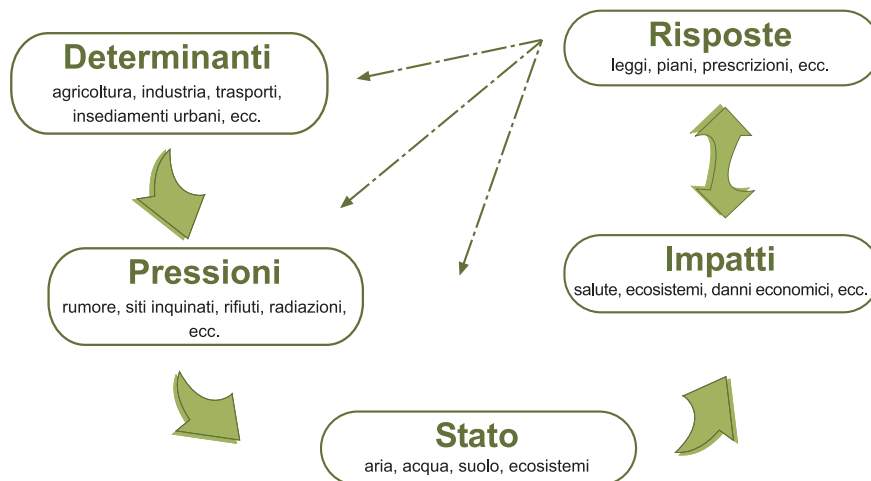 Determinanti
agricoltura, industria, trasporti,
insediamenti urbani, ecc.
Risposte
leggi, piani, prescrizioni, ecc.
Pressioni
rumore, siti inquinati, rifiuti, radiazioni,
ecc.
Impatti
salute, ecosistemi, danni economici, ecc.
Stato
aria, acqua, suolo, ecosistemi